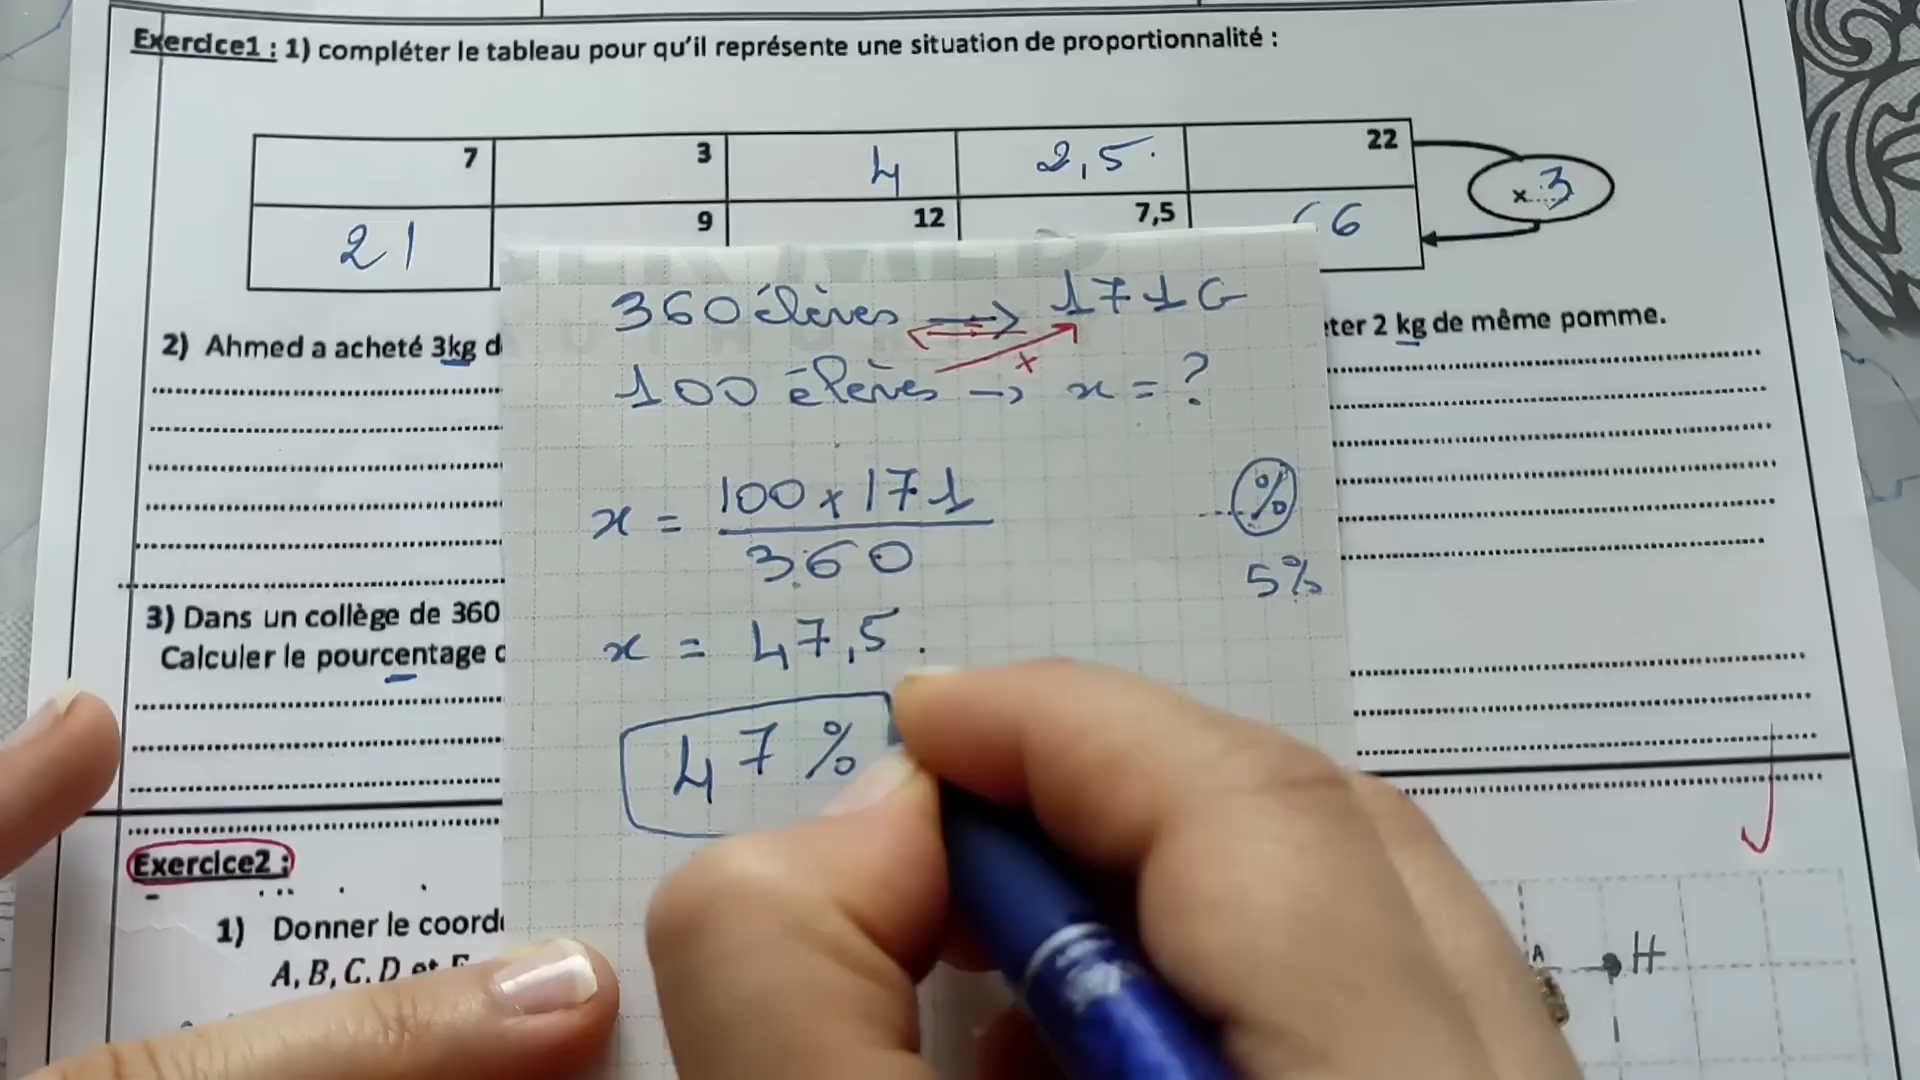 Exercice1 : 1) compléter le tableau pour qu'il représente une situation de proportionnalité :
7 3 4 2,5 22
× 3
21 9 12 7,5 66
360 élèves → 171 G
2) Ahmed a acheté 3kg d
ter 2 kg de même pomme.
×
100 élèves → x = ?
x = 100 × 171
360
%
5%
3) Dans un collège de 360
x = 47,5.
Calculer le pourcentage
47%
Exercice2 :
1) Donner le coord
A, B, C, D et E
A
H